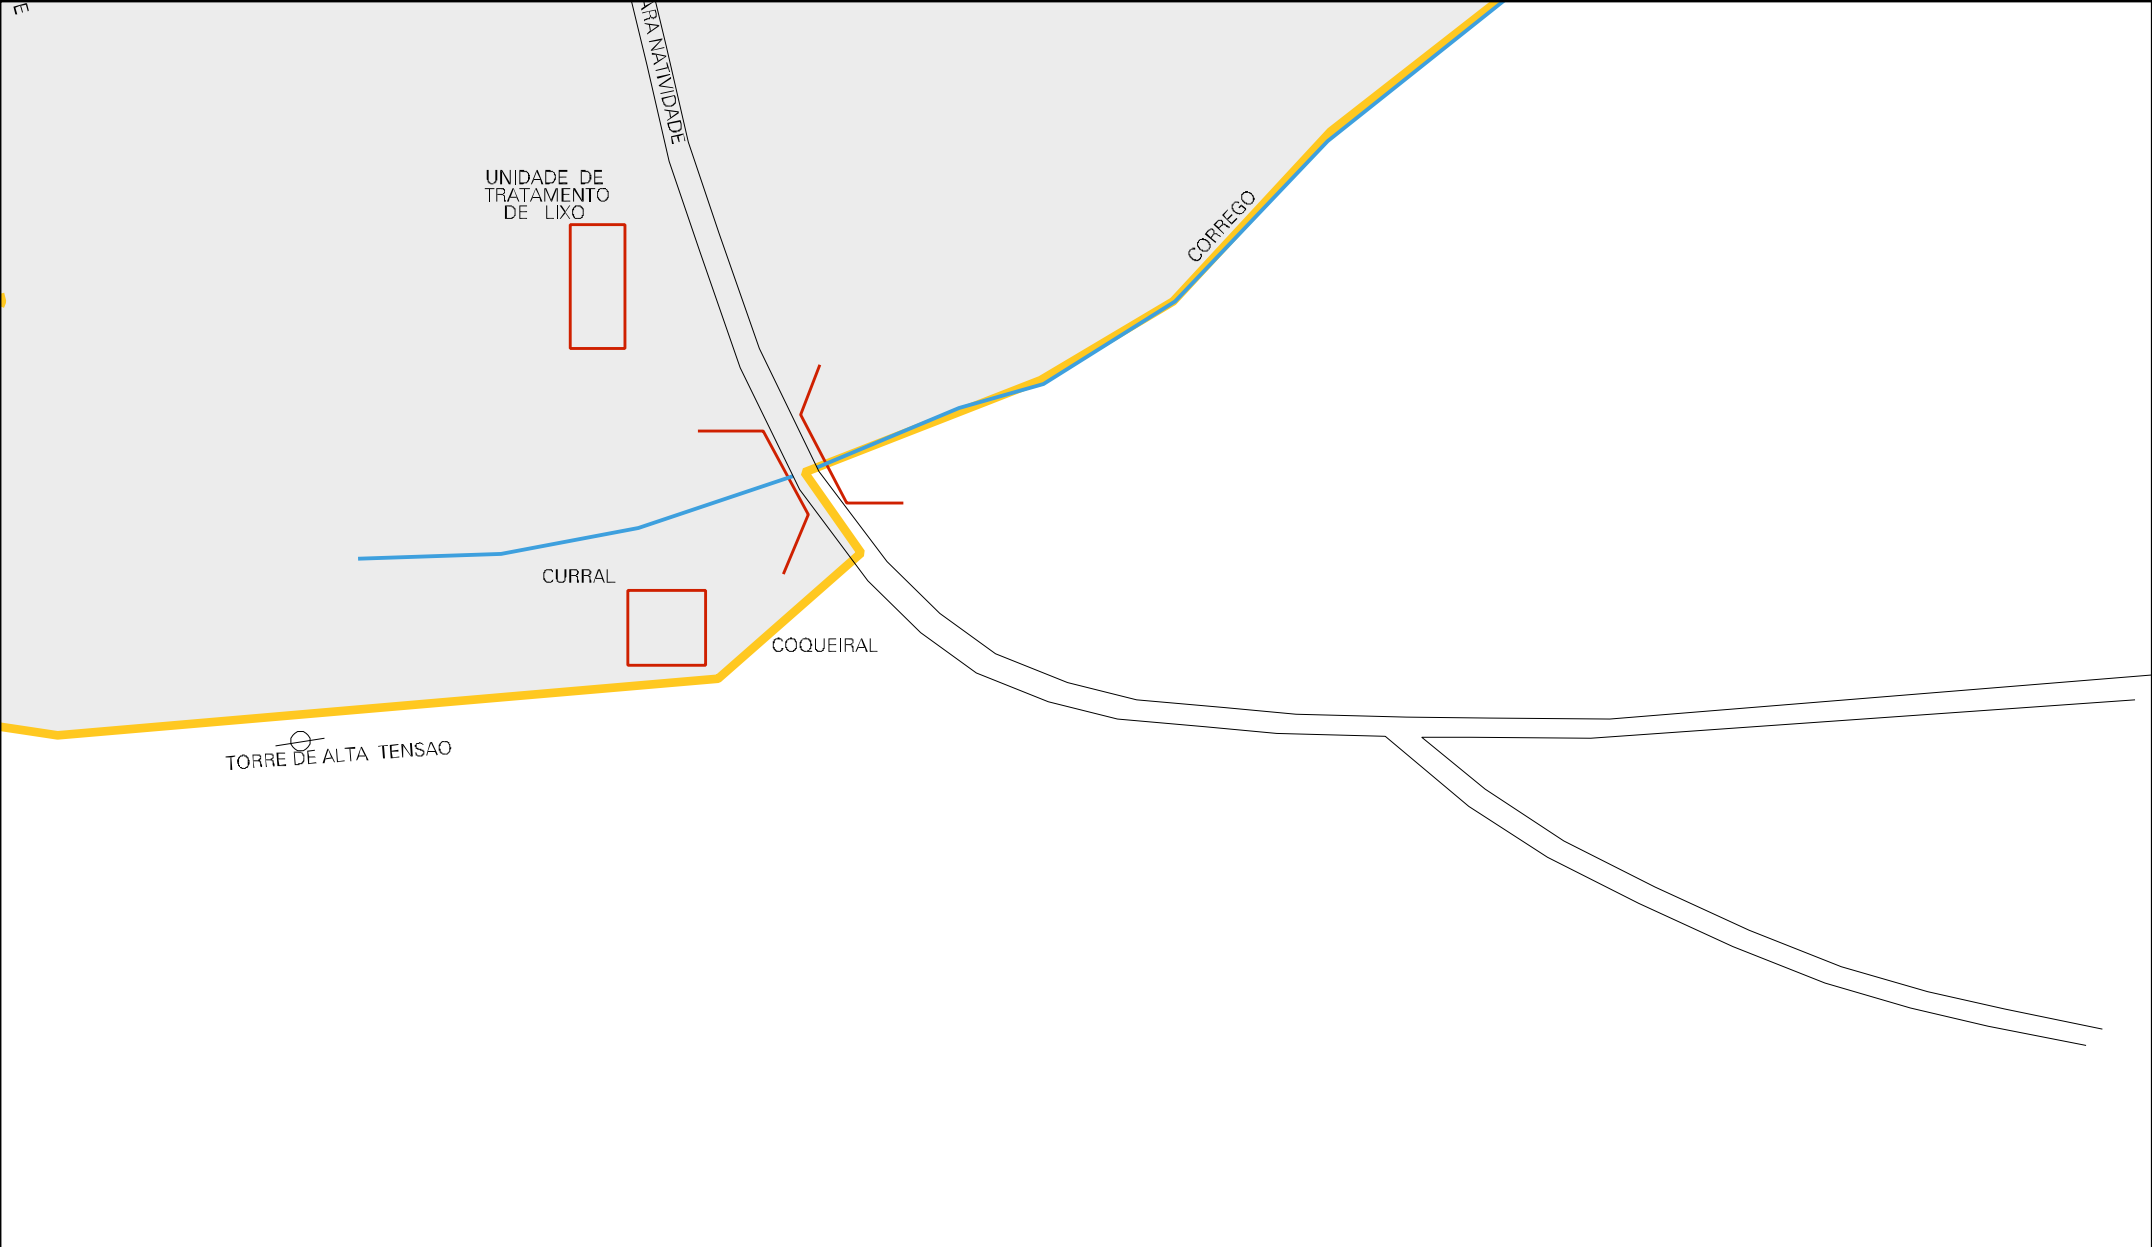 E
ARA NATIVIDADE
UNIDADE DE
TRATAMENTO
DE LIXO
CORREGO
CURRAL
COQUEIRAL
TORRE DE ALTA TENSAO